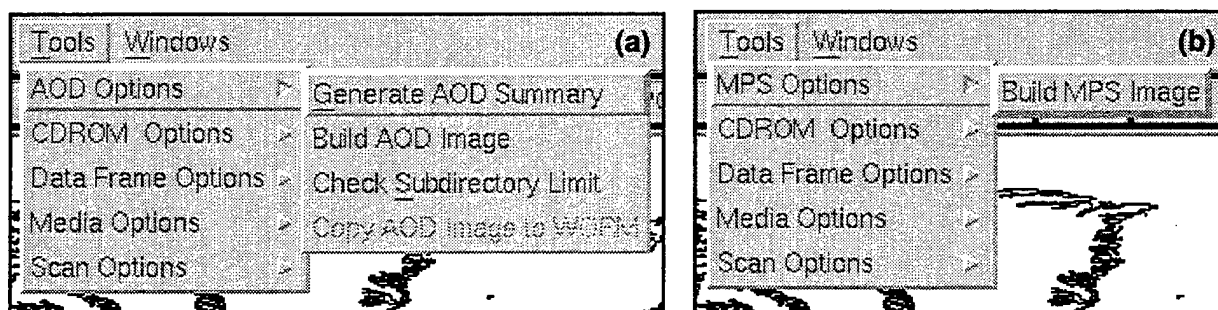 Tools Windows (a)
AOD Options
CDROM Options
Data Frame Options
Media Options
Scan Options
Generate AOD Summary
Build AOD Image
Check Subdirectory Limit
Copy AOD Image to WORM
Tools Windows (b)
MPS Options
CDROM Options
Data Frame Options
Media Options
Scan Options
Build MPS Image